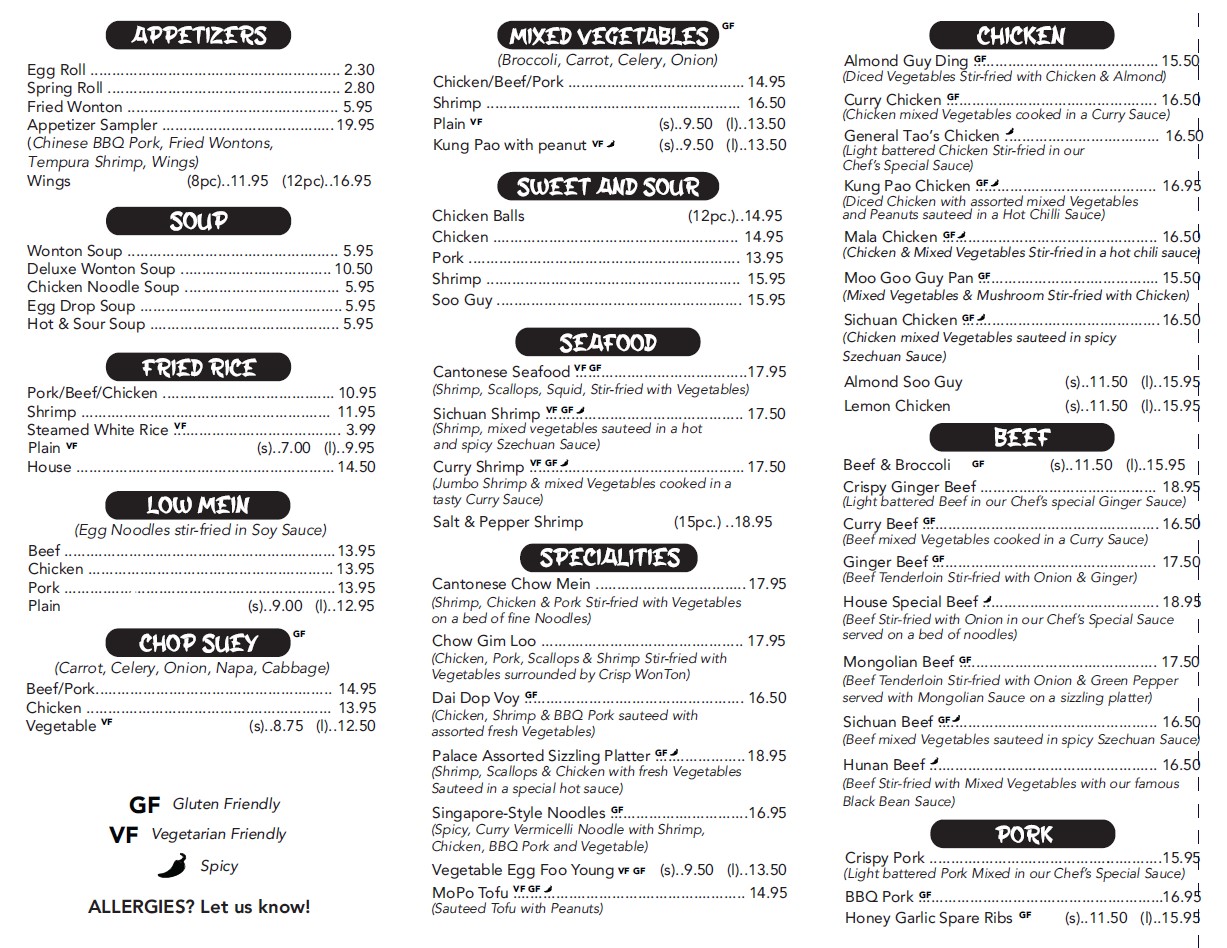 APPETIZERS
Egg Roll ........................................................ 2.30
Spring Roll .................................................... 2.80
Fried Wonton ................................................ 5.95
Appetizer Sampler ...................................... 19.95
(Chinese BBQ Pork, Fried Wontons,
Tempura Shrimp, Wings)
Wings (8pc)..11.95 (12pc)..16.95
SOUP
Wonton Soup ................................................ 5.95
Deluxe Wonton Soup .................................. 10.50
Chicken Noodle Soup .................................... 5.95
Egg Drop Soup .............................................. 5.95
Hot & Sour Soup ........................................... 5.95
FRIED RICE
Pork/Beef/Chicken ....................................... 10.95
Shrimp ........................................................ 11.95
Steamed White Rice VF................................... 3.99
Plain VF (s)..7.00 (l)..9.95
House .......................................................... 14.50
LOW MEIN
(Egg Noodles stir-fried in Soy Sauce)
Beef ............................................................. 13.95
Chicken ....................................................... 13.95
Pork ............................................................. 13.95
Plain (s)..9.00 (l)..12.95
CHOP SUEY GF
(Carrot, Celery, Onion, Napa, Cabbage)
Beef/Pork..................................................... 14.95
Chicken ........................................................ 13.95
Vegetable VF (s)..8.75 (l)..12.50
GF Gluten Friendly
VF Vegetarian Friendly
Spicy
ALLERGIES? Let us know!
MIXED VEGETABLES GF
(Broccoli, Carrot, Celery, Onion)
Chicken/Beef/Pork ........................................ 14.95
Shrimp ......................................................... 16.50
Plain VF (s)..9.50 (l)..13.50
Kung Pao with peanut VF (s)..9.50 (l)..13.50
SWEET AND SOUR
Chicken Balls (12pc.)..14.95
Chicken ........................................................ 14.95
Pork ............................................................. 13.95
Shrimp ......................................................... 15.95
Soo Guy ....................................................... 15.95
SEAFOOD
Cantonese Seafood VF GF..................................17.95
(Shrimp, Scallops, Squid, Stir-fried with Vegetables)
Sichuan Shrimp VF GF ..................................... 17.50
(Shrimp, mixed vegetables sauteed in a hot
and spicy Szechuan Sauce)
Curry Shrimp VF GF ........................................ 17.50
(Jumbo Shrimp & mixed Vegetables cooked in a
tasty Curry Sauce)
Salt & Pepper Shrimp (15pc.) ..18.95
SPECIALITIES
Cantonese Chow Mein .................................. 17.95
(Shrimp, Chicken & Pork Stir-fried with Vegetables
on a bed of fine Noodles)
Chow Gim Loo .............................................. 17.95
(Chicken, Pork, Scallops & Shrimp Stir-fried with
Vegetables surrounded by Crisp WonTon)
Dai Dop Voy GF.............................................. 16.50
(Chicken, Shrimp & BBQ Pork sauteed with
assorted fresh Vegetables)
Palace Assorted Sizzling Platter GF .................18.95
(Shrimp, Scallops & Chicken with fresh Vegetables
Sauteed in a special hot sauce)
Singapore-Style Noodles GF............................16.95
(Spicy, Curry Vermicelli Noodle with Shrimp,
Chicken, BBQ Pork and Vegetable)
Vegetable Egg Foo Young VF GF (s)..9.50 (l)..13.50
MoPo Tofu VF GF ........................................... 14.95
(Sauteed Tofu with Peanuts)
CHICKEN
Almond Guy Ding GF....................................... 15.50
(Diced Vegetables Stir-fried with Chicken & Almond)
Curry Chicken GF............................................ 16.50
(Chicken mixed Vegetables cooked in a Curry Sauce)
General Tao's Chicken .................................. 16.50
(Light battered Chicken Stir-fried in our
Chef's Special Sauce)
Kung Pao Chicken GF ..................................... 16.95
(Diced Chicken with assorted mixed Vegetables
and Peanuts sauteed in a Hot Chilli Sauce)
Mala Chicken GF ............................................ 16.50
(Chicken & Mixed Vegetables Stir-fried in a hot chili sauce)
Moo Goo Guy Pan GF...................................... 15.50
(Mixed Vegetables & Mushroom Stir-fried with Chicken)
Sichuan Chicken GF ........................................ 16.50
(Chicken mixed Vegetables sauteed in spicy
Szechuan Sauce)
Almond Soo Guy (s)..11.50 (l)..15.95
Lemon Chicken (s)..11.50 (l)..15.95
BEEF
Beef & Broccoli GF (s)..11.50 (l)..15.95
Crispy Ginger Beef ....................................... 18.95
(Light battered Beef in our Chef's special Ginger Sauce)
Curry Beef GF................................................ 16.50
(Beef mixed Vegetables cooked in a Curry Sauce)
Ginger Beef GF.............................................. 17.50
(Beef Tenderloin Stir-fried with Onion & Ginger)
House Special Beef ...................................... 18.95
(Beef Stir-fried with Onion in our Chef's Special Sauce
served on a bed of noodles)
Mongolian Beef GF......................................... 17.50
(Beef Tenderloin Stir-fried with Onion & Green Pepper
served with Mongolian Sauce on a sizzling platter)
Sichuan Beef GF ............................................ 16.50
(Beef mixed Vegetables sauteed in spicy Szechuan Sauce)
Hunan Beef .................................................. 16.50
(Beef Stir-fried with Mixed Vegetables with our famous
Black Bean Sauce)
PORK
Crispy Pork ....................................................15.95
(Light battered Pork Mixed in our Chef's Special Sauce)
BBQ Pork GF..................................................16.95
Honey Garlic Spare Ribs GF (s)..11.50 (l)..15.95